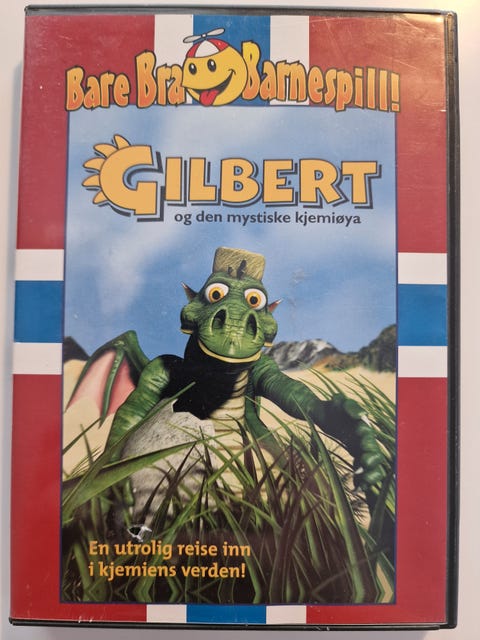 Bare Bra Barnespill!
GILBERT
og den mystiske kjemiøya
En utrolig reise inn
i kjemiens verden!